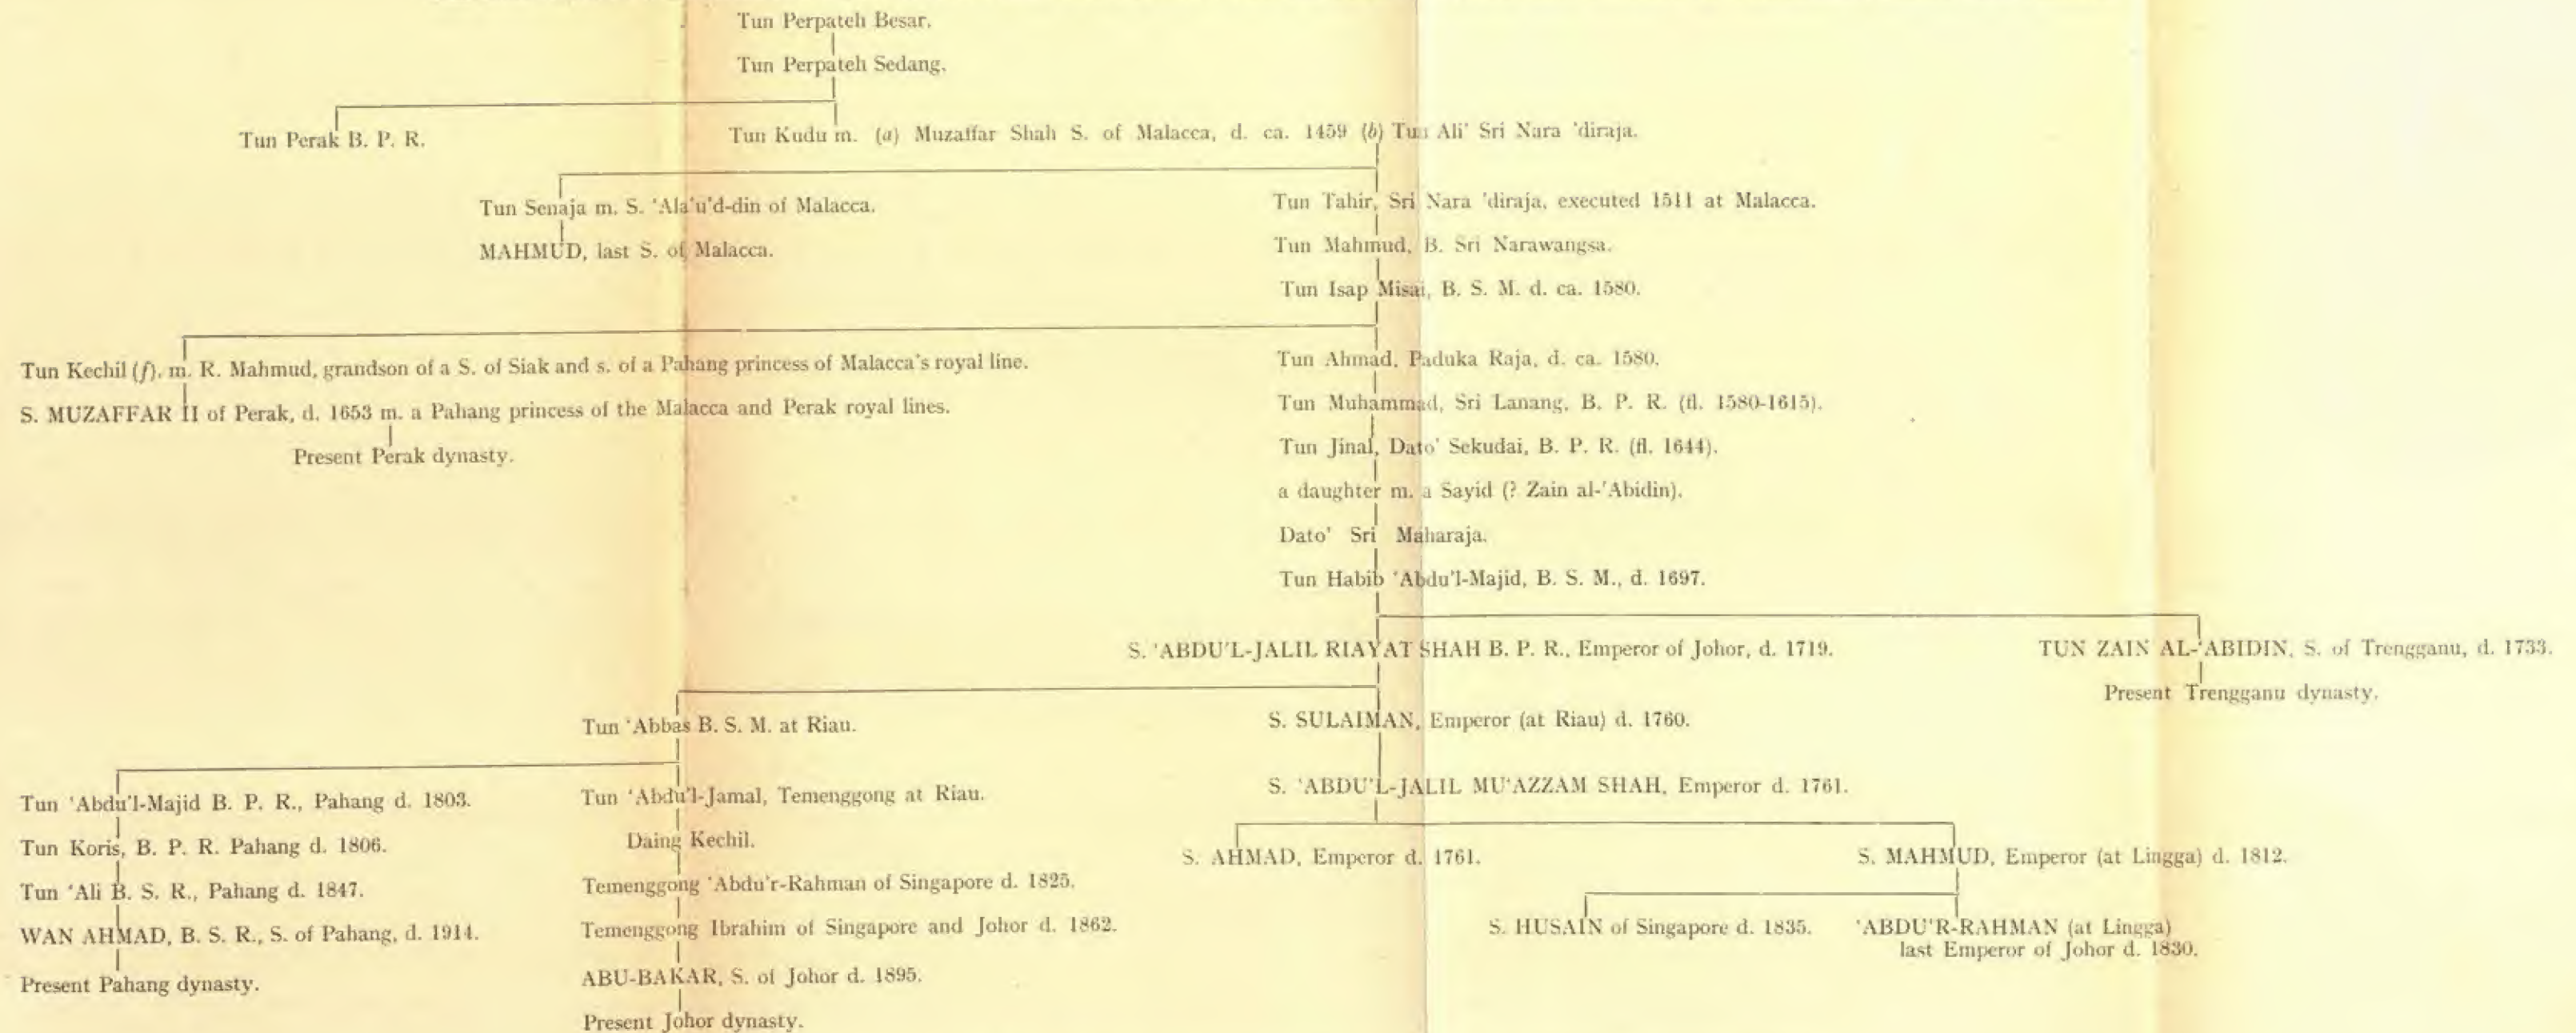 Tun Perpateh Besar.
Tun Perpateh Sedang.
Tun Perak B. P. R.
Tun Kudu m. (a) Muzaffar Shah S. of Malacca, d. ca. 1459 (b) Tun Ali' Sri Nara 'diraja.
Tun Senaja m. S. 'Ala'u'd-din of Malacca.
Tun Tahir, Sri Nara 'diraja, executed 1511 at Malacca.
MAHMUD, last S. of Malacca.
Tun Mahmud, B. Sri Narawangsa.
Tun Isap Misai, B. S. M. d. ca. 1580.
Tun Kechil (f). m. R. Mahmud, grandson of a S. of Siak and s. of a Pahang princess of Malacca's royal line.
Tun Ahmad, Paduka Raja, d. ca. 1580.
S. MUZAFFAR II of Perak, d. 1653 m. a Pahang princess of the Malacca and Perak royal lines.
Tun Muhammad, Sri Lanang, B. P. R. (fl. 1580-1615).
Present Perak dynasty.
Tun Jinal, Dato' Sekudai, B. P. R. (fl. 1644).
a daughter m. a Sayid (? Zain al-'Abidin).
Dato' Sri Maharaja.
Tun Habib 'Abdu'l-Majid, B. S. M., d. 1697.
S. 'ABDU'L-JALIL RIAYAT SHAH B. P. R., Emperor of Johor, d. 1719.
TUN ZAIN AL-'ABIDIN, S. of Trengganu, d. 1733.
Present Trengganu dynasty.
Tun 'Abbas B. S. M. at Riau.
S. SULAIMAN, Emperor (at Riau) d. 1760.
Tun 'Abdu'l-Majid B. P. R., Pahang d. 1803.
Tun 'Abdu'l-Jamal, Temenggong at Riau.
S. 'ABDU'L-JALIL MU'AZZAM SHAH, Emperor d. 1761.
Tun Koris, B. P. R. Pahang d. 1806.
Daing Kechil.
S. AHMAD, Emperor d. 1761.
S. MAHMUD, Emperor (at Lingga) d. 1812.
Tun 'Ali B. S. R., Pahang d. 1847.
Temenggong 'Abdu'r-Rahman of Singapore d. 1825.
WAN AHMAD, B. S. R., S. of Pahang, d. 1914.
Temenggong Ibrahim of Singapore and Johor d. 1862.
S. HUSAIN of Singapore d. 1835.
'ABDU'R-RAHMAN (at Lingga)
last Emperor of Johor d. 1830.
Present Pahang dynasty.
ABU-BAKAR, S. of Johor d. 1895.
Present Johor dynasty.